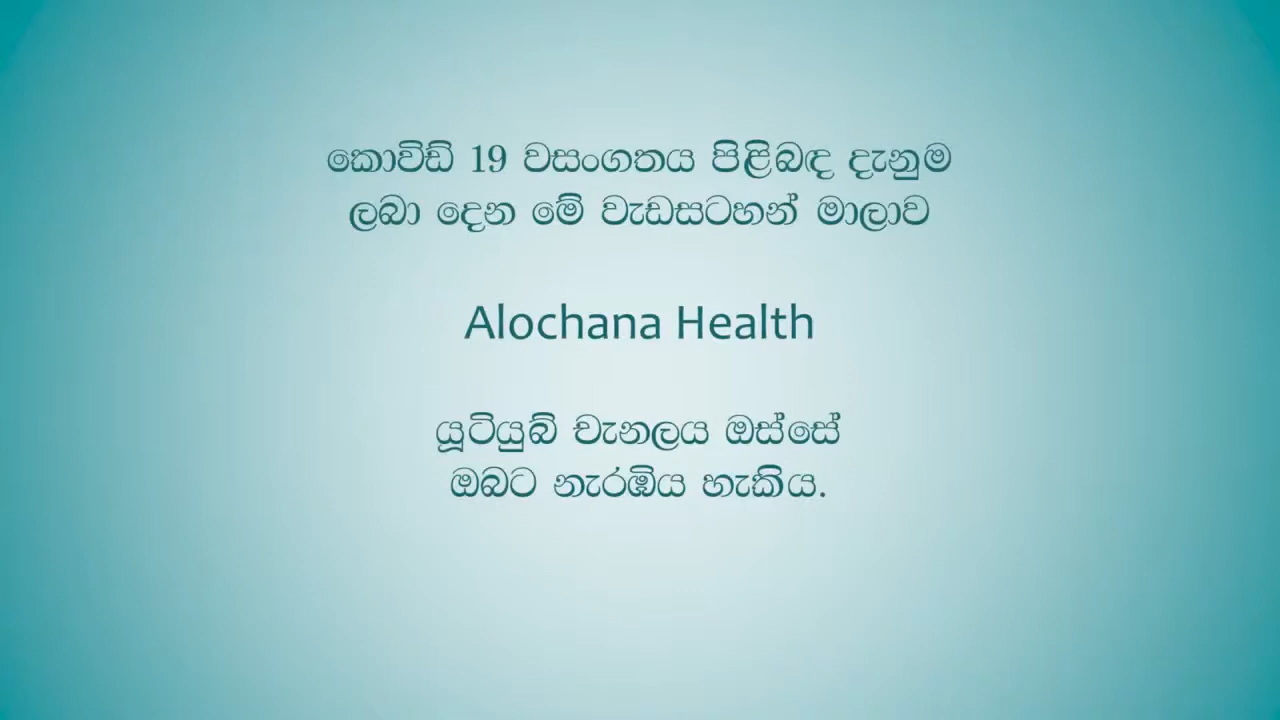 කොවිඩ් 19 වසංගතය පිළිබඳ දැනුම
ලබා දෙන මේ වැඩසටහන් මාලාව
Alochana Health
යූටියුබ් චැනලය ඔස්සේ
ඔබට නැරඹිය හැකිය.